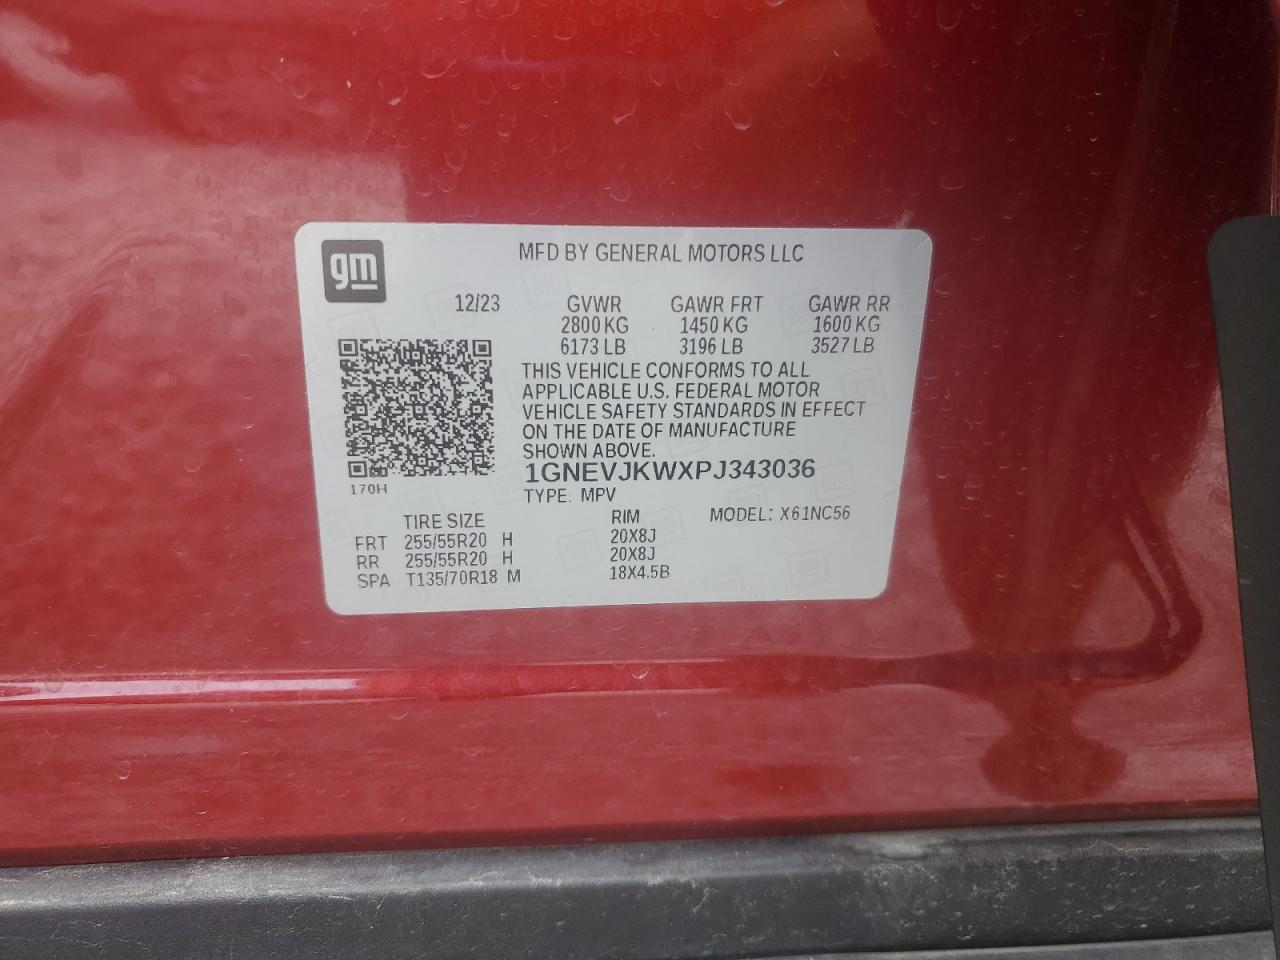 gm
MFD BY GENERAL MOTORS LLC
12/23 GVWR GAWR FRT GAWR RR
2800 KG 1450 KG 1600 KG
6173 LB 3196 LB 3527 LB
THIS VEHICLE CONFORMS TO ALL
APPLICABLE U.S. FEDERAL MOTOR
VEHICLE SAFETY STANDARDS IN EFFECT
ON THE DATE OF MANUFACTURE
SHOWN ABOVE.
1GNEVJKWXPJ343036
170H
TYPE: MPV
TIRE SIZE RIM MODEL: X61NC56
FRT 255/55R20 H 20X8J
RR 255/55R20 H 20X8J
SPA T135/70R18 M 18X4.5B